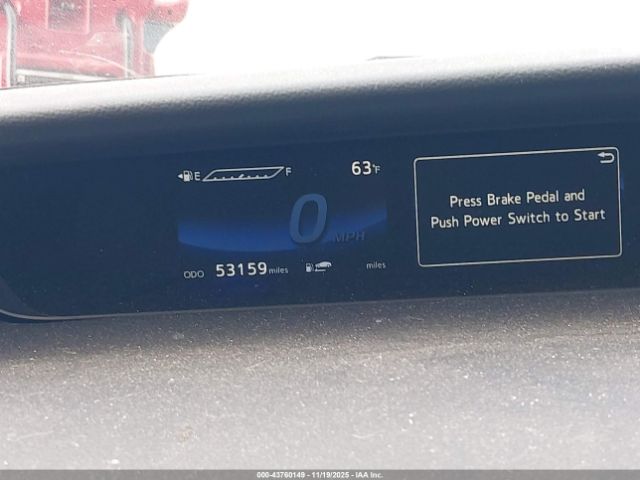 E F 63°F
0 MPH
ODO 53159 miles miles
Press Brake Pedal and
Push Power Switch to Start
000-43760149 - 11/19/2025 - IAA Inc.